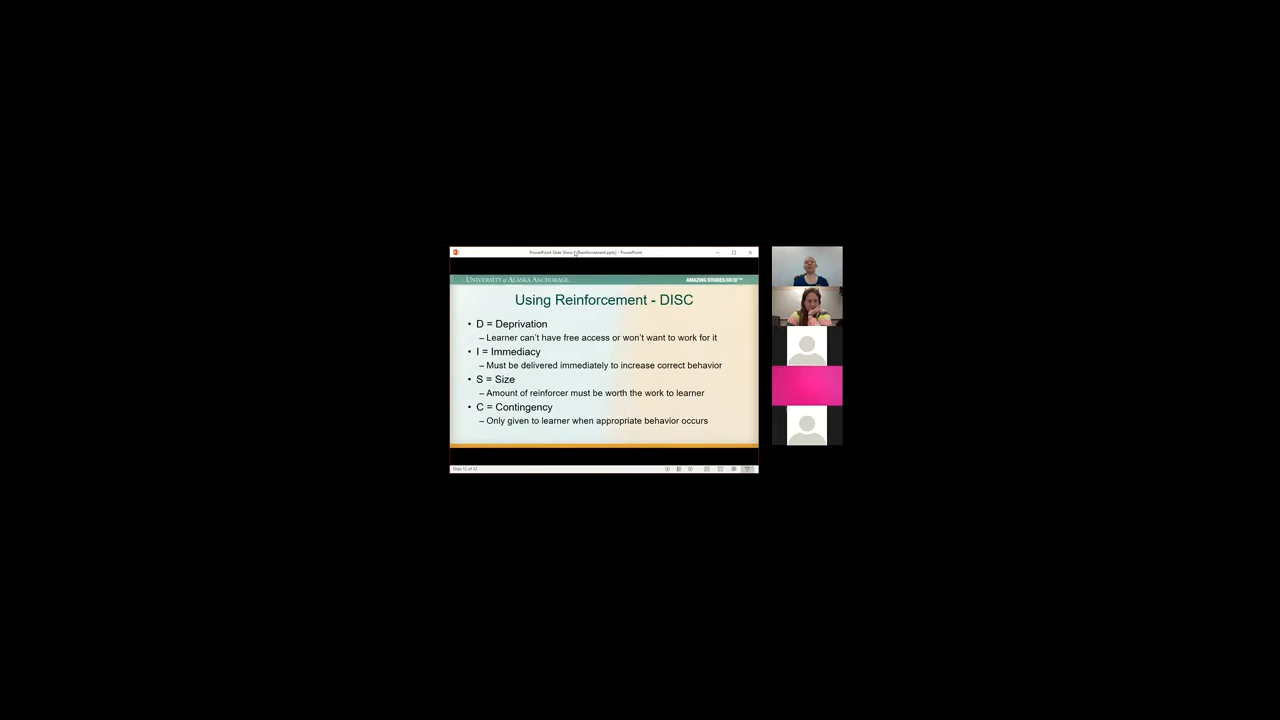 PowerPoint Slide Show - [Reinforcement.pptx] - PowerPoint
UNIVERSITY of ALASKA ANCHORAGE
AMAZING STORIES
Using Reinforcement - DISC
• D = Deprivation
– Learner can't have free access or won't want to work for it
• I = Immediacy
– Must be delivered immediately to increase correct behavior
• S = Size
– Amount of reinforcer must be worth the work to learner
• C = Contingency
– Only given to learner when appropriate behavior occurs